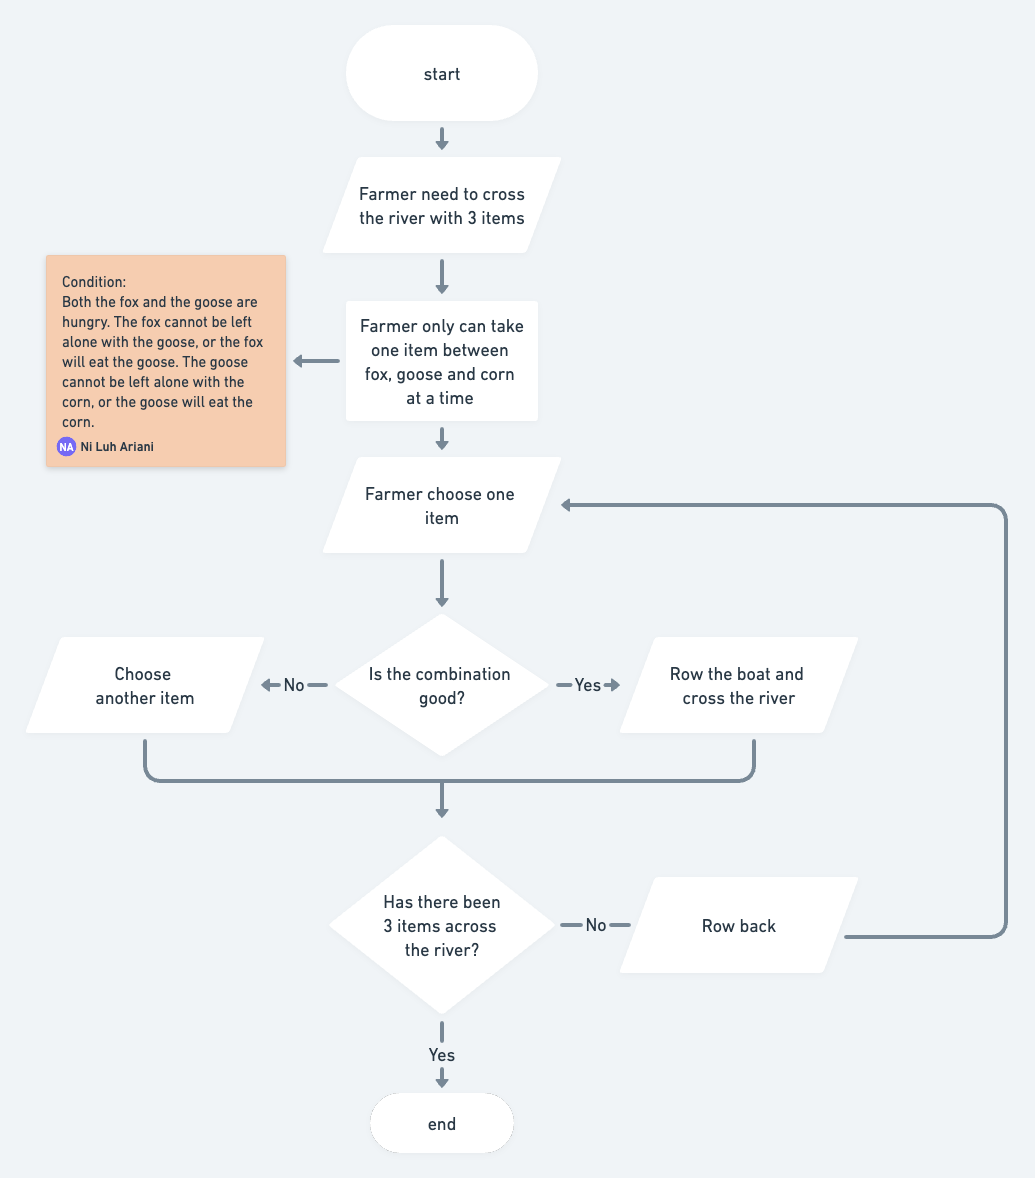 start
Farmer need to cross
the river with 3 items
Condition:
Both the fox and the goose are
hungry. The fox cannot be left
alone with the goose, or the fox
will eat the goose. The goose
cannot be left alone with the
corn, or the goose will eat the
corn.
NA Ni Luh Ariani
Farmer only can take
one item between
fox, goose and corn
at a time
Farmer choose one
item
Is the combination
good?
No
Choose
another item
Yes
Row the boat and
cross the river
Has there been
3 items across
the river?
No
Row back
Yes
end